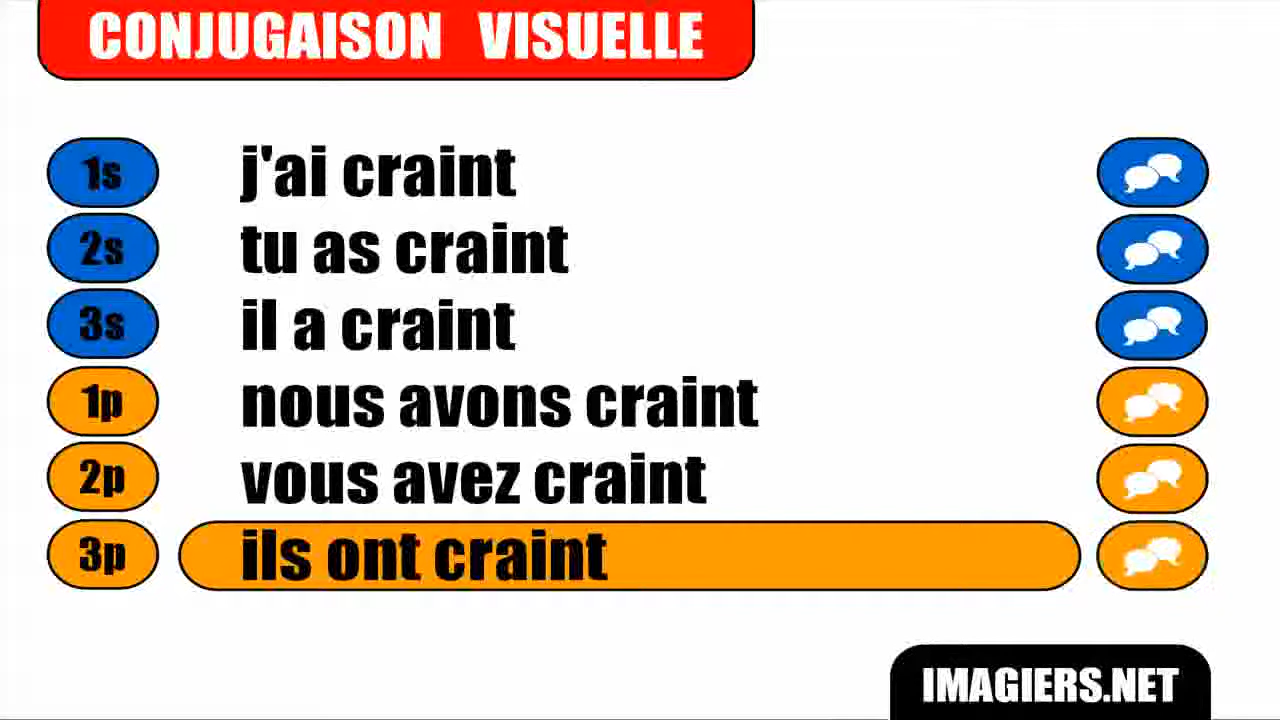 CONJUGAISON VISUELLE
1s j'ai craint
2s tu as craint
3s il a craint
1p nous avons craint
2p vous avez craint
3p ils ont craint
IMAGIERS.NET